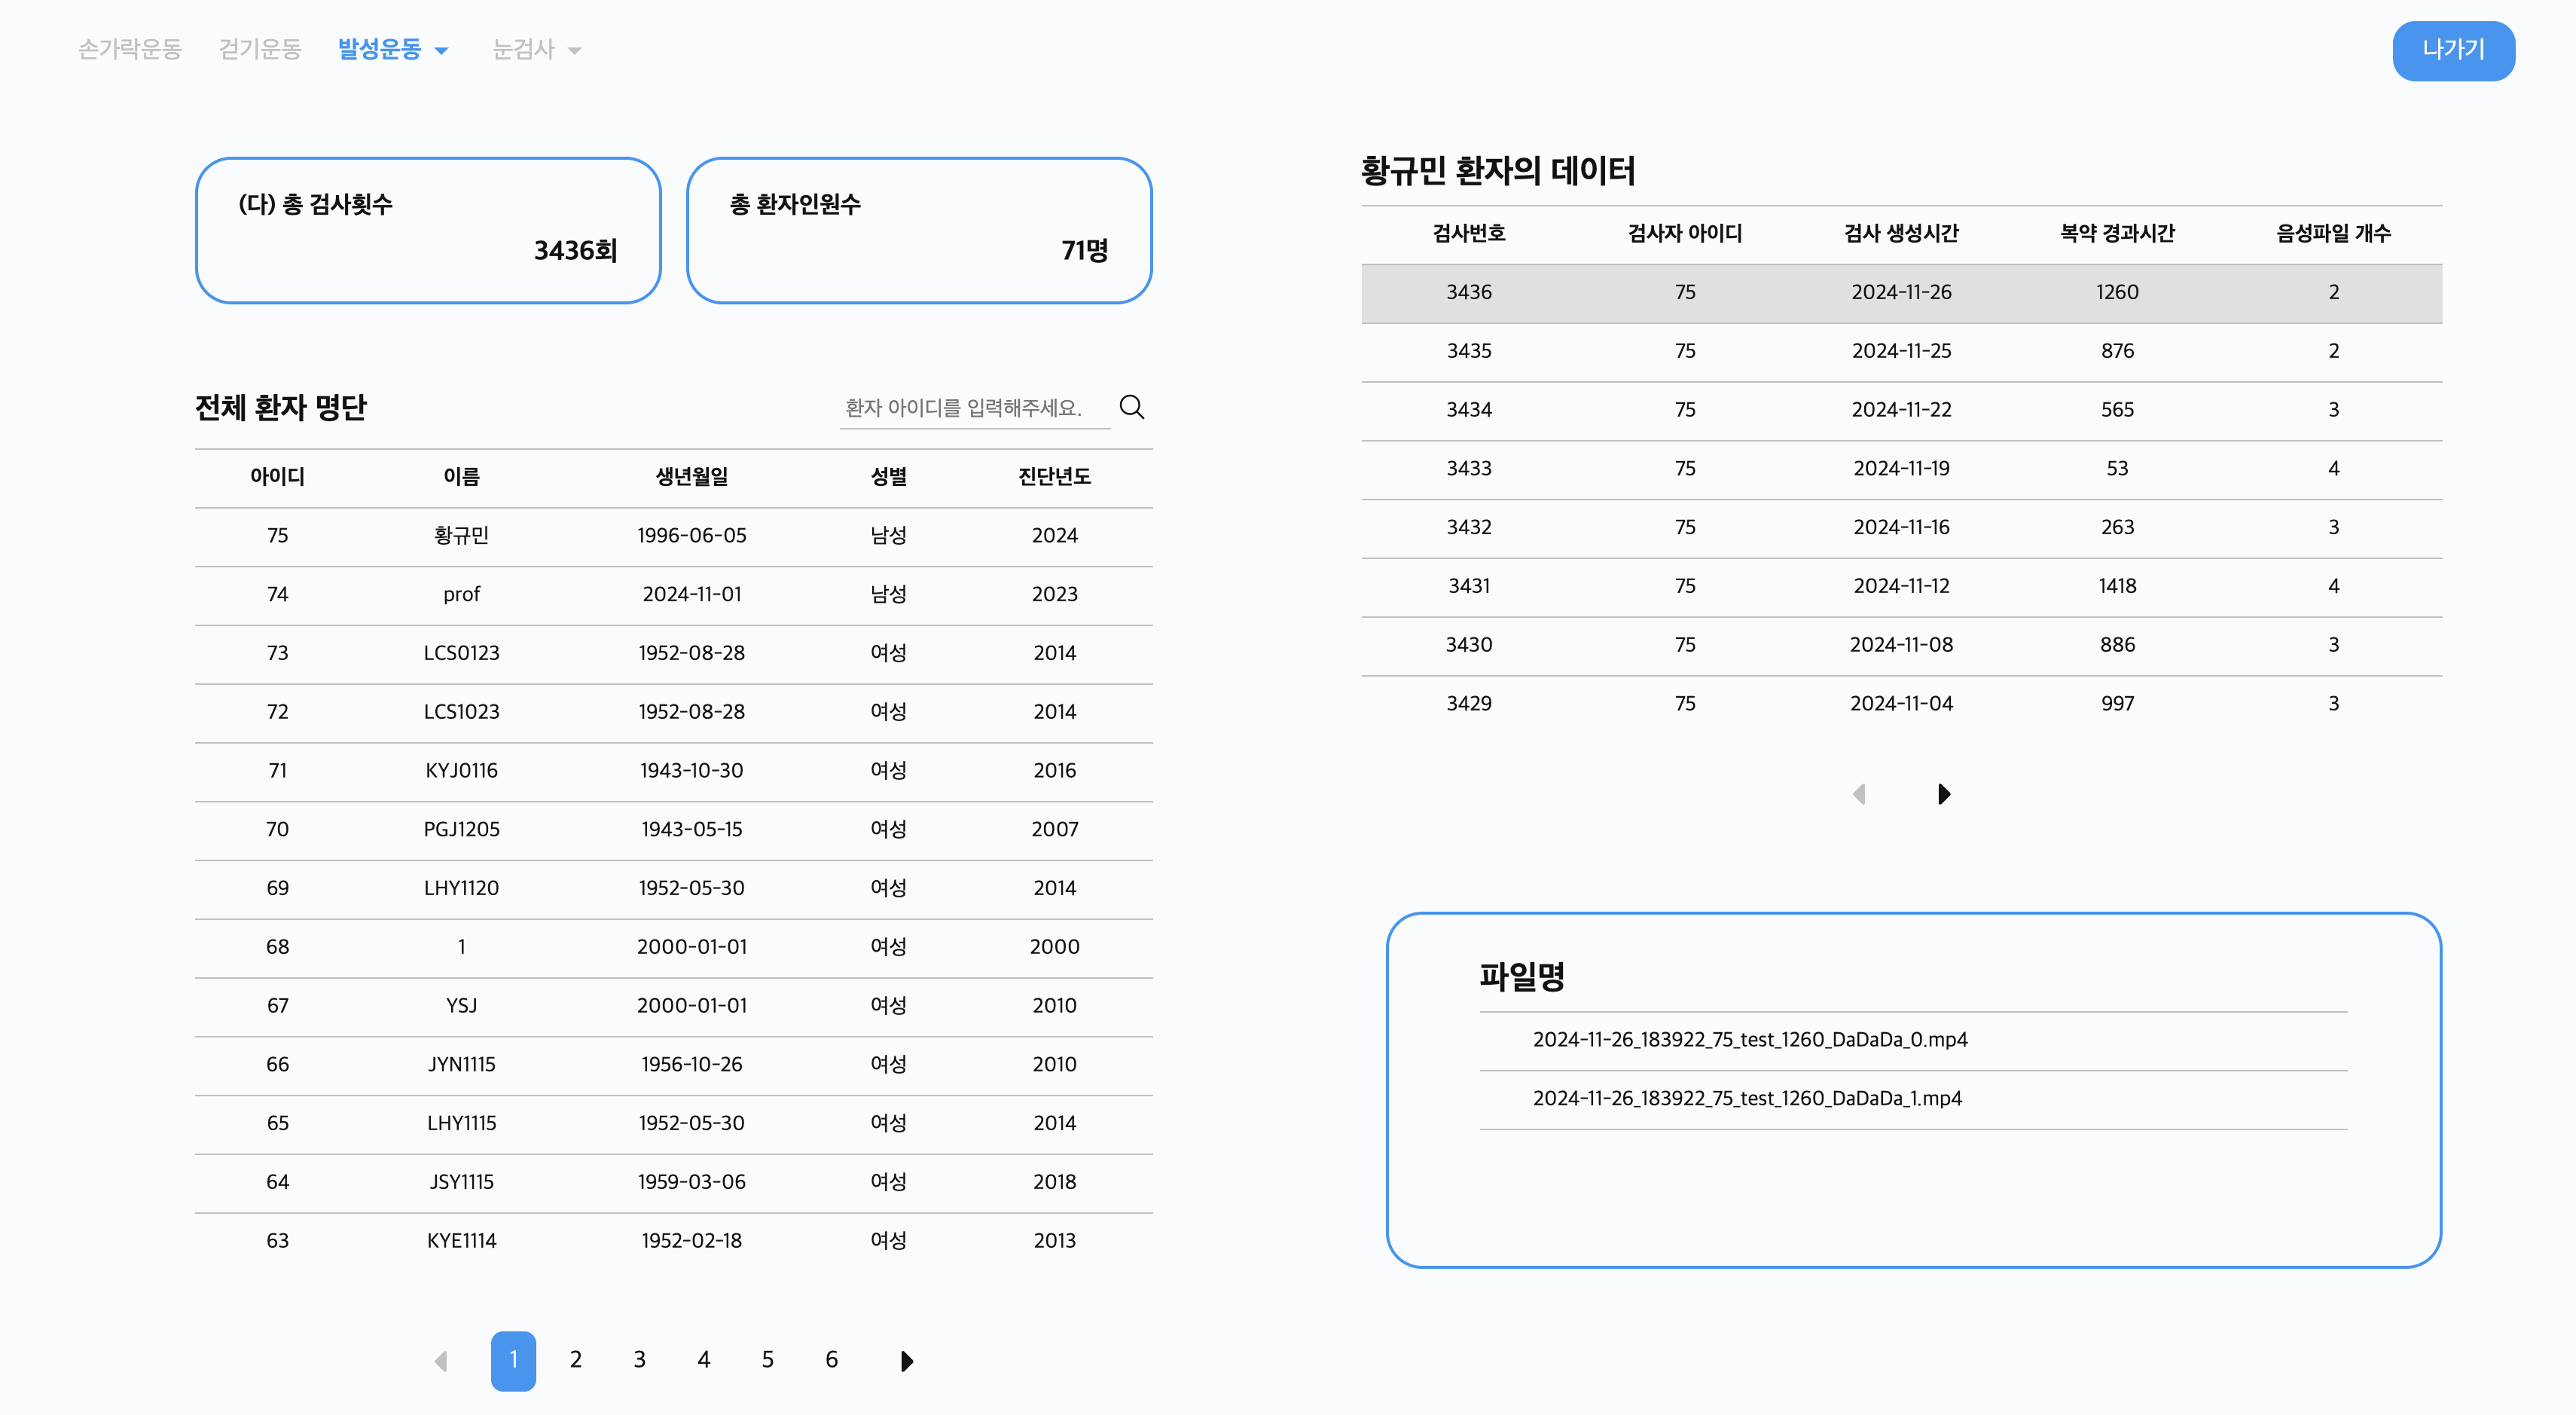 손가락운동 걷기운동 발성운동 눈검사 나가기
(다) 총 검사횟수
3436회
총 환자인원수
71명
전체 환자 명단
환자 아이디를 입력해주세요.
아이디 이름 생년월일 성별 진단년도
75 황규민 1996-06-05 남성 2024
74 prof 2024-11-01 남성 2023
73 LCS0123 1952-08-28 여성 2014
72 LCS1023 1952-08-28 여성 2014
71 KYJ0116 1943-10-30 여성 2016
70 PGJ1205 1943-05-15 여성 2007
69 LHY1120 1952-05-30 여성 2014
68 1 2000-01-01 여성 2000
67 YSJ 2000-01-01 여성 2010
66 JYN1115 1956-10-26 여성 2010
65 LHY1115 1952-05-30 여성 2014
64 JSY1115 1959-03-06 여성 2018
63 KYE1114 1952-02-18 여성 2013
1 2 3 4 5 6
황규민 환자의 데이터
검사번호 검사자 아이디 검사 생성시간 복약 경과시간 음성파일 개수
3436 75 2024-11-26 1260 2
3435 75 2024-11-25 876 2
3434 75 2024-11-22 565 3
3433 75 2024-11-19 53 4
3432 75 2024-11-16 263 3
3431 75 2024-11-12 1418 4
3430 75 2024-11-08 886 3
3429 75 2024-11-04 997 3
파일명
2024-11-26_183922_75_test_1260_DaDaDa_0.mp4
2024-11-26_183922_75_test_1260_DaDaDa_1.mp4